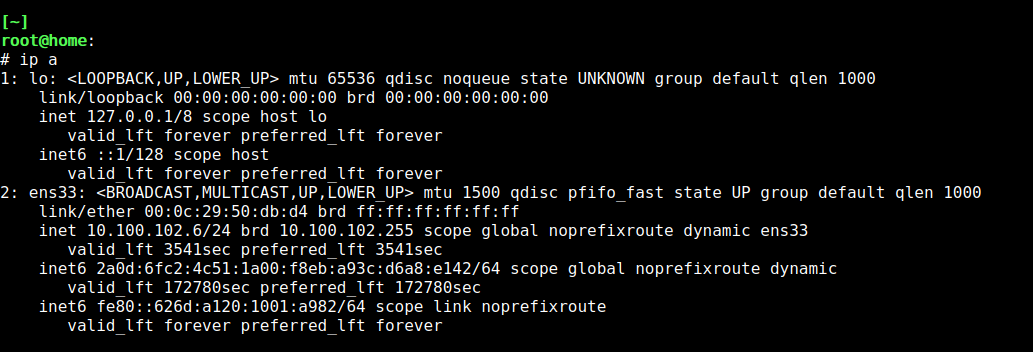 [~]
root@home:
# ip a
1: lo: <LOOPBACK,UP,LOWER_UP> mtu 65536 qdisc noqueue state UNKNOWN group default qlen 1000
    link/loopback 00:00:00:00:00:00 brd 00:00:00:00:00:00
    inet 127.0.0.1/8 scope host lo
       valid_lft forever preferred_lft forever
    inet6 ::1/128 scope host
       valid_lft forever preferred_lft forever
2: ens33: <BROADCAST,MULTICAST,UP,LOWER_UP> mtu 1500 qdisc pfifo_fast state UP group default qlen 1000
    link/ether 00:0c:29:50:db:d4 brd ff:ff:ff:ff:ff:ff
    inet 10.100.102.6/24 brd 10.100.102.255 scope global noprefixroute dynamic ens33
       valid_lft 3541sec preferred_lft 3541sec
    inet6 2a0d:6fc2:4c51:1a00:f8eb:a93c:d6a8:e142/64 scope global noprefixroute dynamic
       valid_lft 172780sec preferred_lft 172780sec
    inet6 fe80::626d:a120:1001:a982/64 scope link noprefixroute
       valid_lft forever preferred_lft forever